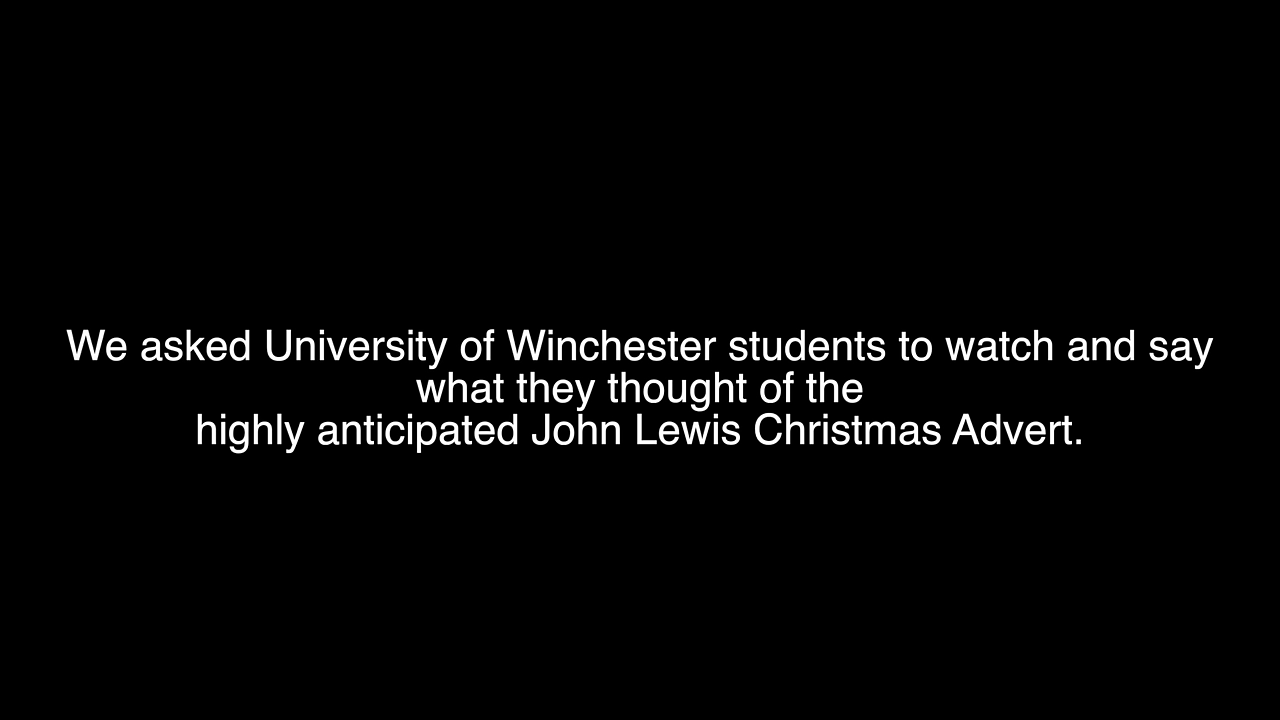 We asked University of Winchester students to watch and say
what they thought of the
highly anticipated John Lewis Christmas Advert.